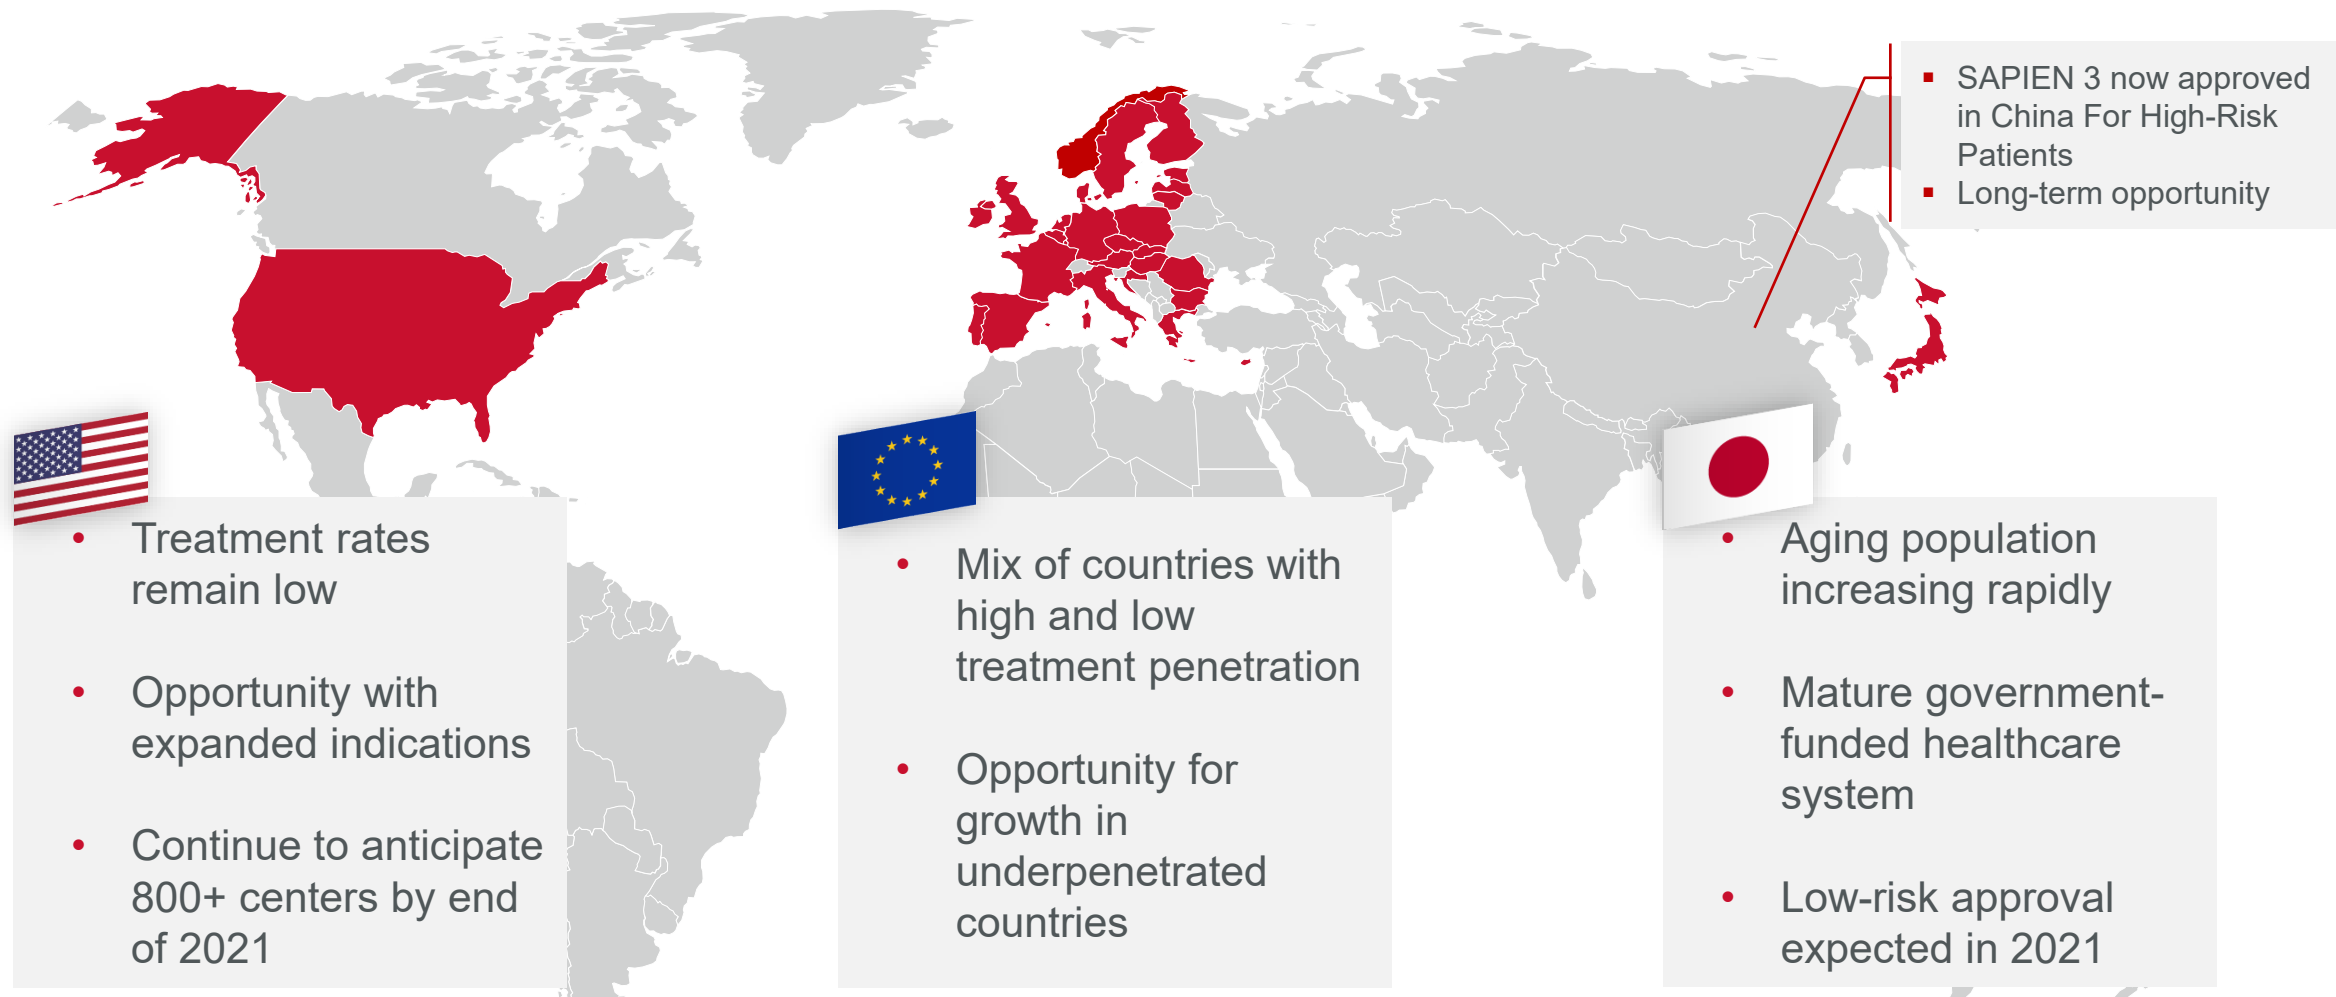 SAPIEN 3 now approved
in China For High-Risk
Patients
Long-term opportunity
Treatment rates
remain low
Opportunity with
expanded indications
Continue to anticipate
800+ centers by end
of 2021
Mix of countries with
high and low
treatment penetration
Opportunity for
growth in
underpenetrated
countries
Aging population
increasing rapidly
Mature government-
funded healthcare
system
Low-risk approval
expected in 2021